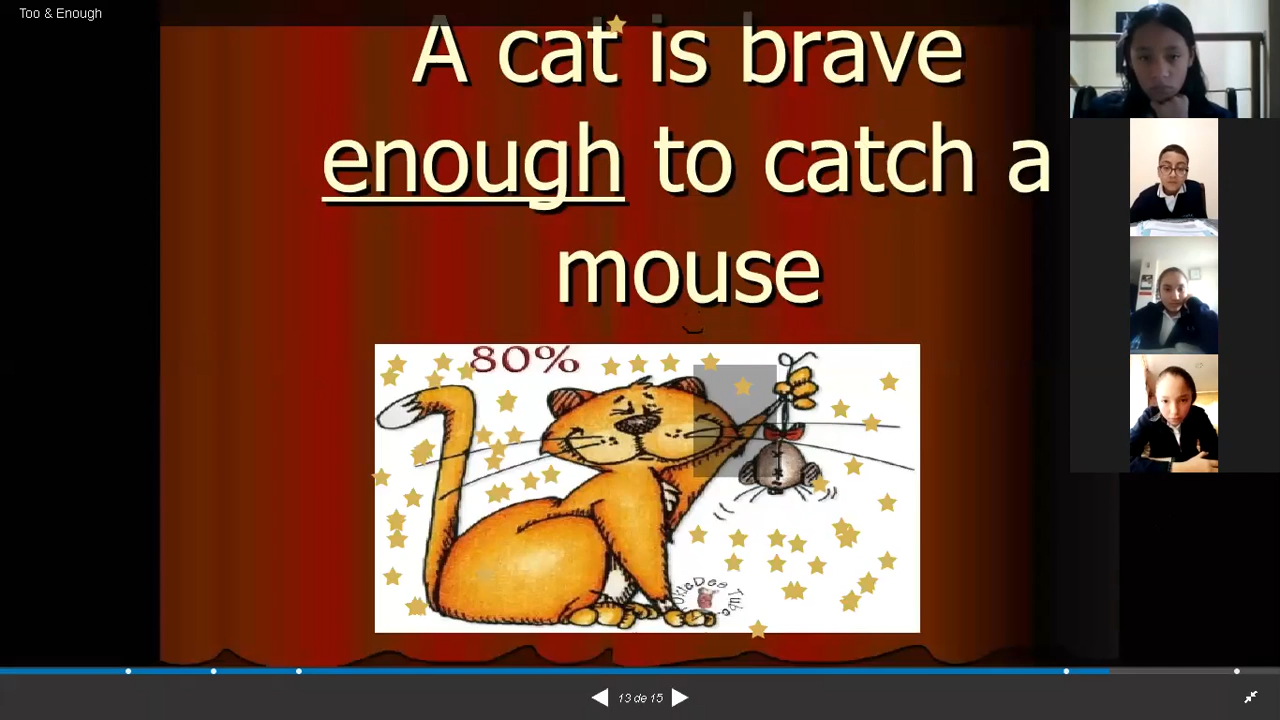 Too & Enough
A cat is brave
enough to catch a
mouse
80%
13 de 15